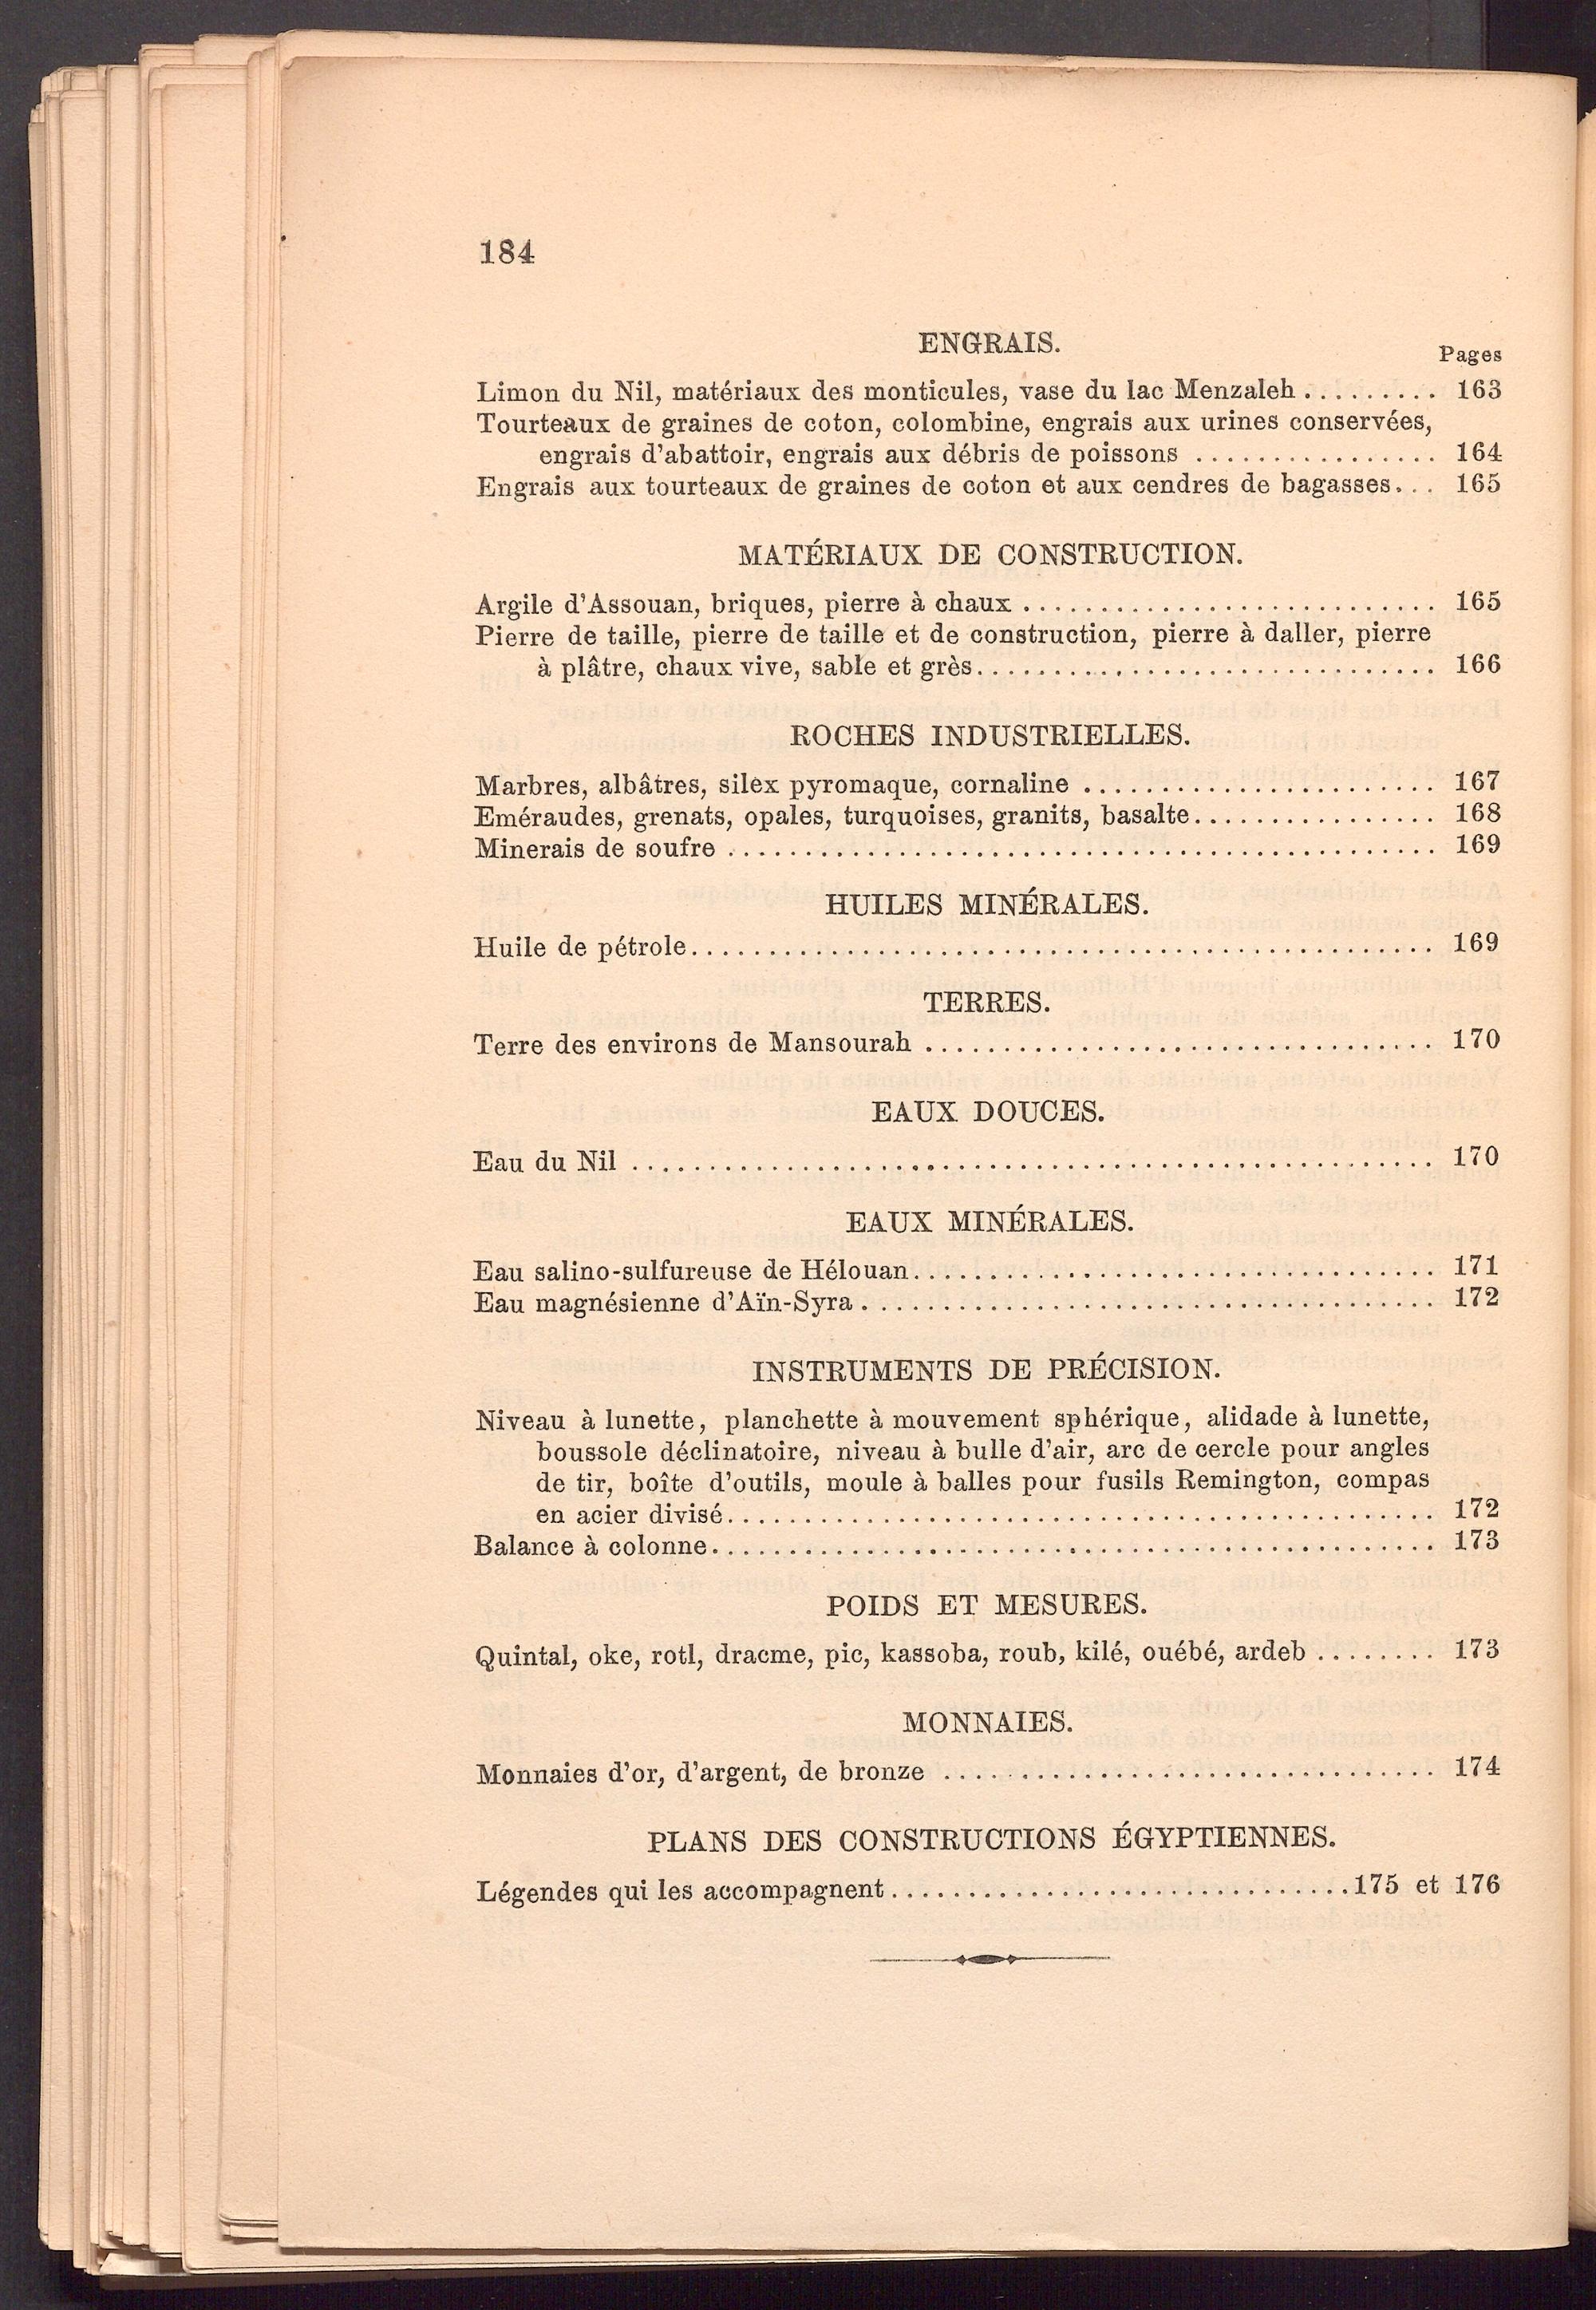 184
ENGRAIS.
Pages
Limon du Nil, matériaux des monticules, vase du lac Menzaleh......... 163
Tourteaux de graines de coton, colombine, engrais aux urines conservées,
engrais d'abattoir, engrais aux débris de poissons ................ 164
Engrais aux tourteaux de graines de coton et aux cendres de bagasses... 165
MATÉRIAUX DE CONSTRUCTION.
Argile d'Assouan, briques, pierre à chaux ........................... 165
Pierre de taille, pierre de taille et de construction, pierre à daller, pierre
à plâtre, chaux vive, sable et grès.............................. 166
ROCHES INDUSTRIELLES.
Marbres, albâtres, silex pyromaque, cornaline ....................... 167
Eméraudes, grenats, opales, turquoises, granits, basalte................ 168
Minerais de soufre .............................................. 169
HUILES MINÉRALES.
Huile de pétrole................................................ 169
TERRES.
Terre des environs de Mansourah ................................. 170
EAUX DOUCES.
Eau du Nil .................................................... 170
EAUX MINÉRALES.
Eau salino-sulfureuse de Hélouan.................................. 171
Eau magnésienne d'Aïn-Syra..................................... 172
INSTRUMENTS DE PRÉCISION.
Niveau à lunette, planchette à mouvement sphérique, alidade à lunette,
boussole déclinatoire, niveau à bulle d'air, arc de cercle pour angles
de tir, boîte d'outils, moule à balles pour fusils Remington, compas
en acier divisé.............................................. 172
Balance à colonne............................................... 173
POIDS ET MESURES.
Quintal, oke, rotl, dracme, pic, kassoba, roub, kilé, ouébé, ardeb ........ 173
MONNAIES.
Monnaies d'or, d'argent, de bronze ................................ 174
PLANS DES CONSTRUCTIONS ÉGYPTIENNES.
Légendes qui les accompagnent..............................175 et 176